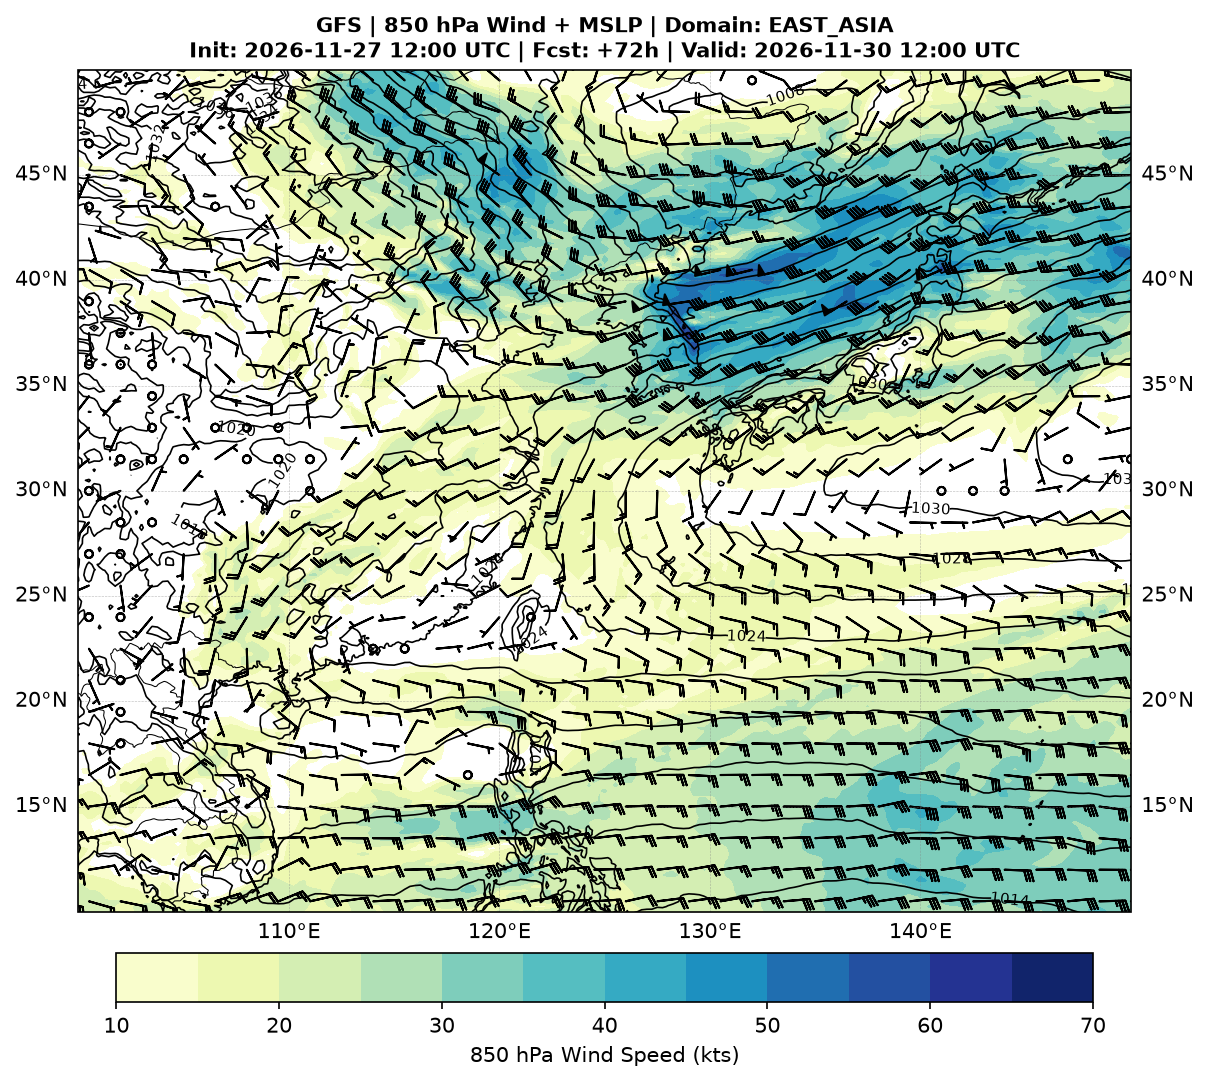 GFS | 850 hPa Wind + MSLP | Domain: EAST_ASIA
Init: 2026-11-27 12:00 UTC | Fcst: +72h | Valid: 2026-11-30 12:00 UTC
1008
45°N 45°N
40°N 40°N
1030
35°N 35°N
1020
1020
30°N 30°N
1030
1018
25°N 25°N
1024
1024
20°N 20°N
15°N 15°N
1014
110°E 120°E 130°E 140°E
10 20 30 40 50 60 70
850 hPa Wind Speed (kts)